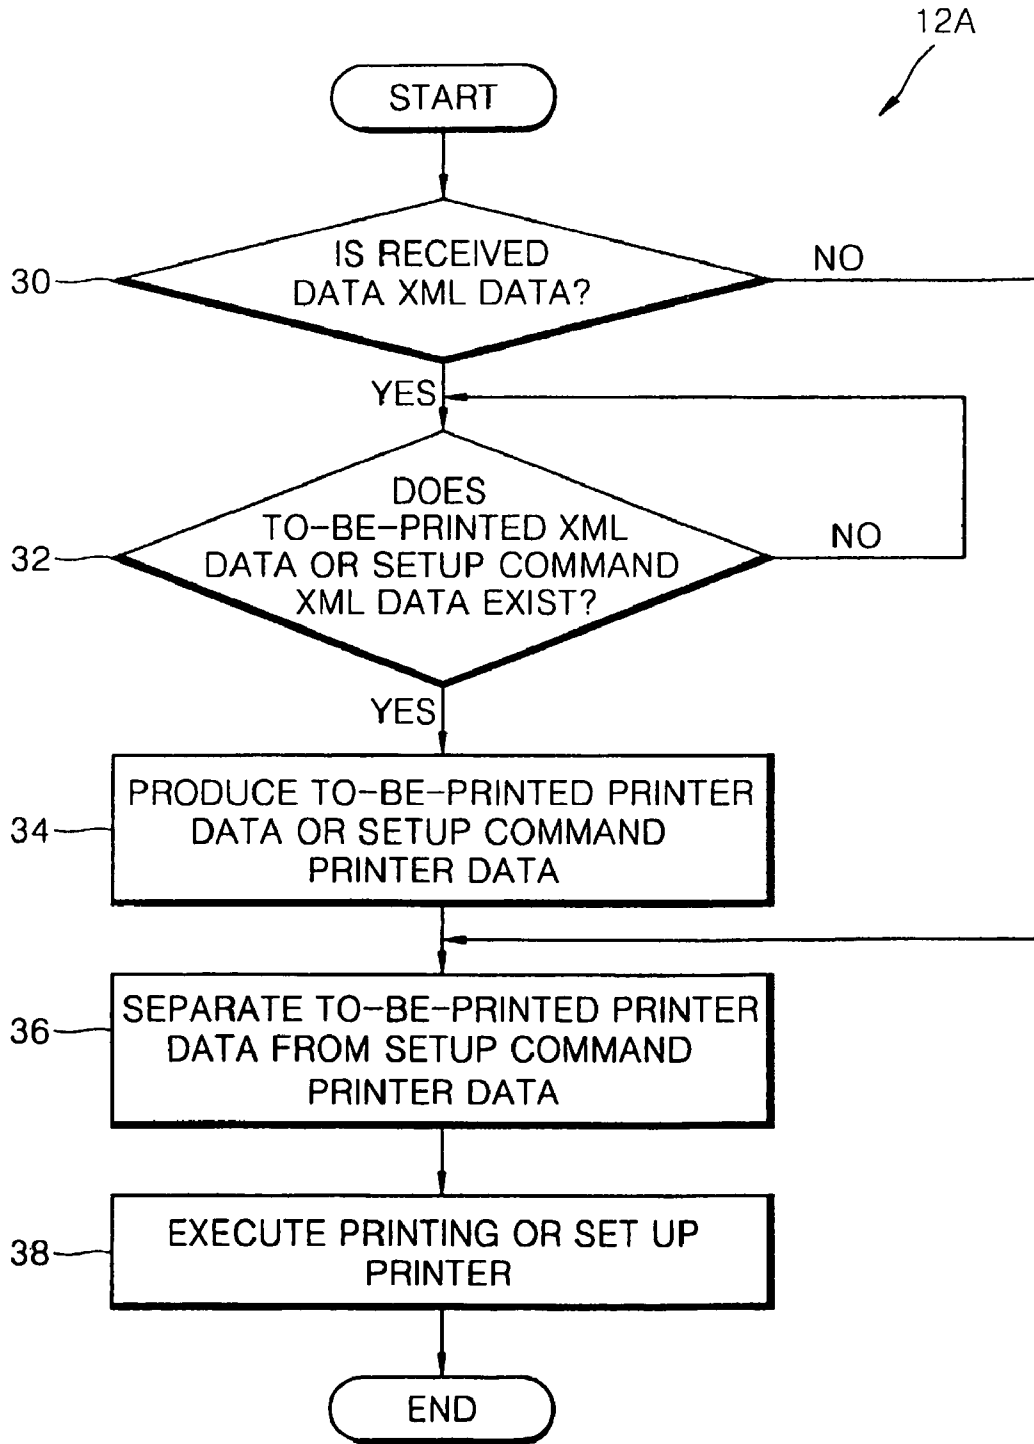 12A
START
30
IS RECEIVED
DATA XML DATA?
NO
YES
32
DOES
TO-BE-PRINTED XML
DATA OR SETUP COMMAND
XML DATA EXIST?
NO
YES
34
PRODUCE TO-BE-PRINTED PRINTER
DATA OR SETUP COMMAND
PRINTER DATA
36
SEPARATE TO-BE-PRINTED PRINTER
DATA FROM SETUP COMMAND
PRINTER DATA
38
EXECUTE PRINTING OR SET UP
PRINTER
END